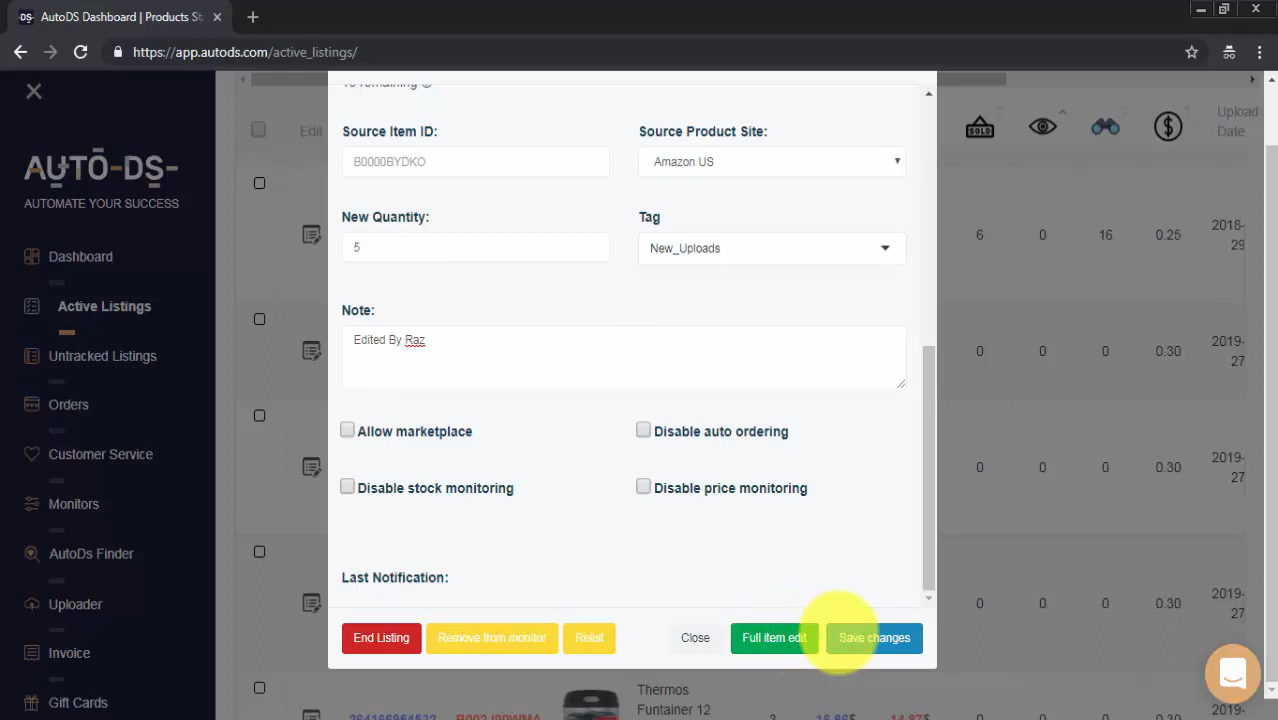 -DS- AutoDS Dashboard | Products St
https://app.autods.com/active_listings/
AUTO-DS-
AUTOMATE YOUR SUCCESS
Dashboard
Active Listings
Untracked Listings
Orders
Customer Service
Monitors
AutoDs Finder
Uploader
Invoice
Gift Cards
Edit
SOLD
Upload Date
remaining
Source Item ID:
Source Product Site:
B0000BYDKO
Amazon US
New Quantity:
Tag
5
New_Uploads
Note:
Edited By Raz
Allow marketplace
Disable auto ordering
Disable stock monitoring
Disable price monitoring
Last Notification:
End Listing
Remove from monitor
Relist
Close
Full item edit
Save changes
6 0 16 0.25 2018-
29
0 0 0 0.30 2019-
27
0 0 0 0.30 2019-
27
0 0 0 0.30 2019-
27
Thermos
Funtainer 12